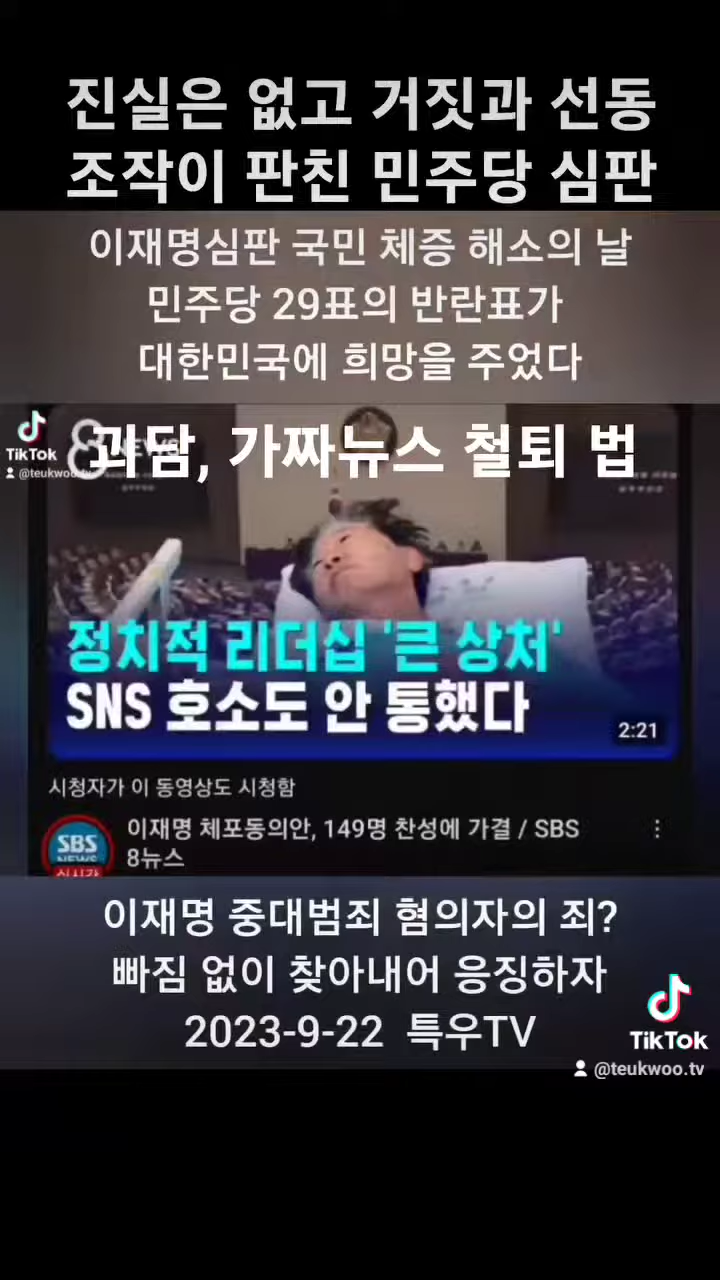 진실은 없고 거짓과 선동
조작이 판친 민주당 심판
이재명심판 국민 체증 해소의 날
민주당 29표의 반란표가
대한민국에 희망을 주었다
TikTok
@teukwoo.tv
8 NEWS
괴담, 가짜뉴스 철퇴 법
정치적 리더십 '큰 상처'
SNS 호소도 안 통했다
2:21
시청자가 이 동영상도 시청함
SBS
NEWS
실시간
이재명 체포동의안, 149명 찬성에 가결 / SBS
8뉴스
이재명 중대범죄 혐의자의 죄?
빠짐 없이 찾아내어 응징하자
2023-9-22 특우TV
TikTok
@teukwoo.tv